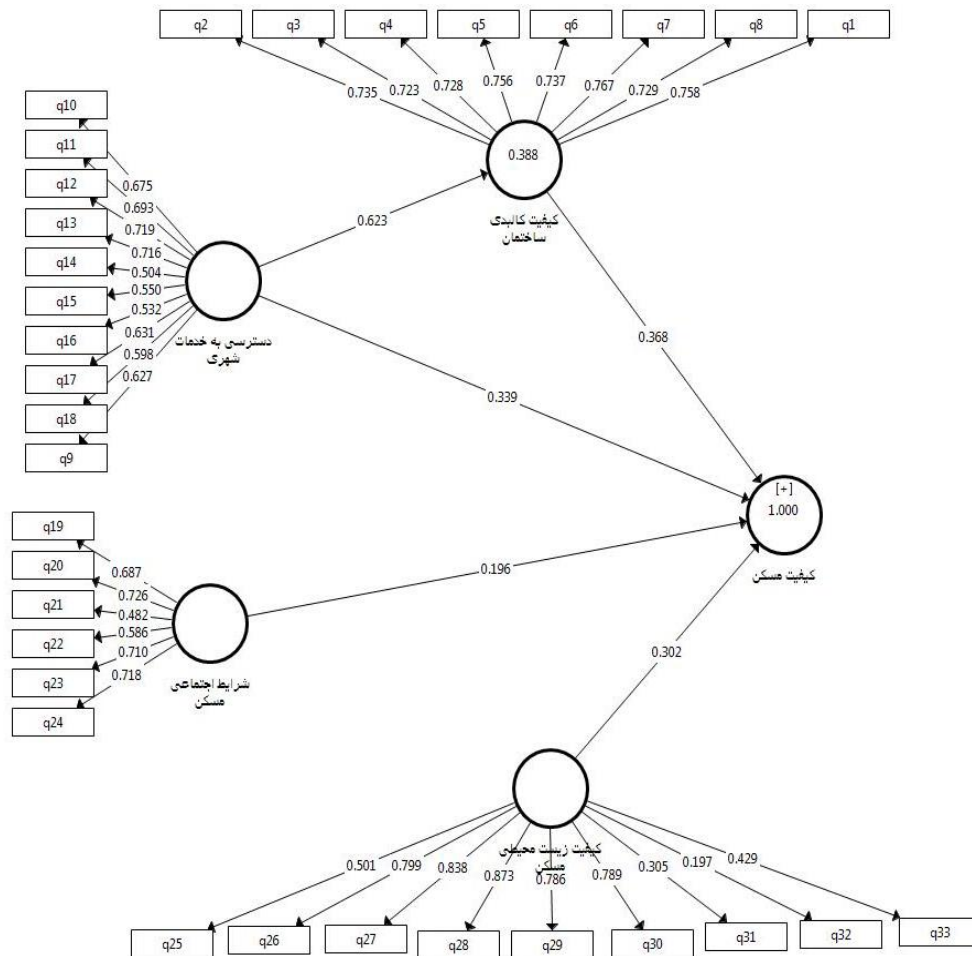 q2
q3
q4
q5
q6
q7
q8
q1
0.735
0.723
0.728
0.756
0.737
0.767
0.729
0.758
q10
q11
q12
q13
q14
q15
q16
q17
q18
q9
0.675
0.693
0.719
0.716
0.504
0.550
0.532
0.631
0.598
0.627
0.388
کیفیت کالبدی
ساختمان
0.623
دسترسی به خدمات
شهری
0.368
0.339
[+]
1.000
کیفیت مسکن
q19
q20
q21
q22
q23
q24
0.687
0.726
0.482
0.586
0.710
0.718
0.196
شرایط اجتماعی
مسکن
0.302
کیفیت زیست محیطی
مسکن
0.501
0.799
0.838
0.873
0.786
0.789
0.305
0.197
0.429
q25
q26
q27
q28
q29
q30
q31
q32
q33